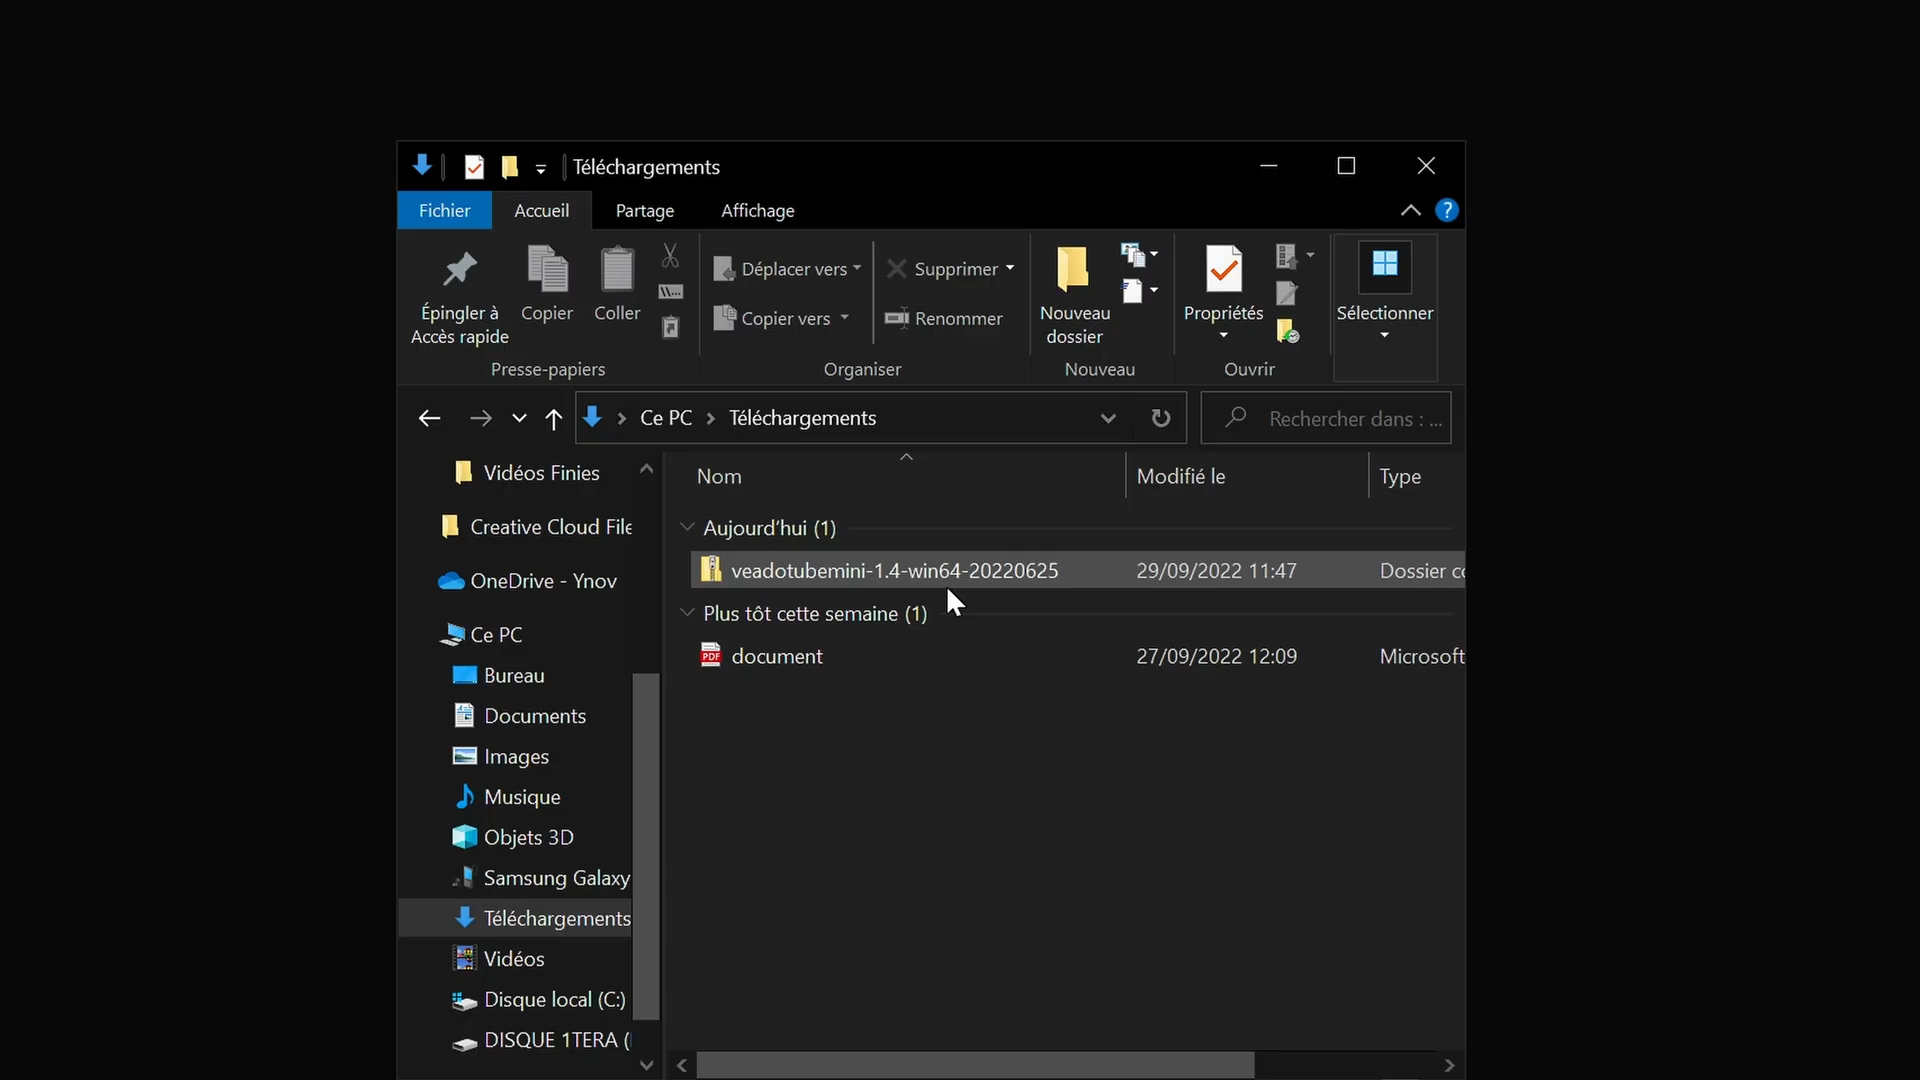 Téléchargements
Fichier Accueil Partage Affichage
Épingler à Accès rapide Copier Coller
Déplacer vers Supprimer
Copier vers Renommer
Nouveau dossier Propriétés Sélectionner
Presse-papiers Organiser Nouveau Ouvrir
Ce PC Téléchargements Rechercher dans : ...
Vidéos Finies
Creative Cloud File
OneDrive - Ynov
Ce PC
Bureau
Documents
Images
Musique
Objets 3D
Samsung Galaxy
Téléchargements
Vidéos
Disque local (C:)
DISQUE 1TERA (
Nom Modifié le Type
Aujourd'hui (1)
veadotubemini-1.4-win64-20220625 29/09/2022 11:47 Dossier c
Plus tôt cette semaine (1)
PDF document 27/09/2022 12:09 Microsoft